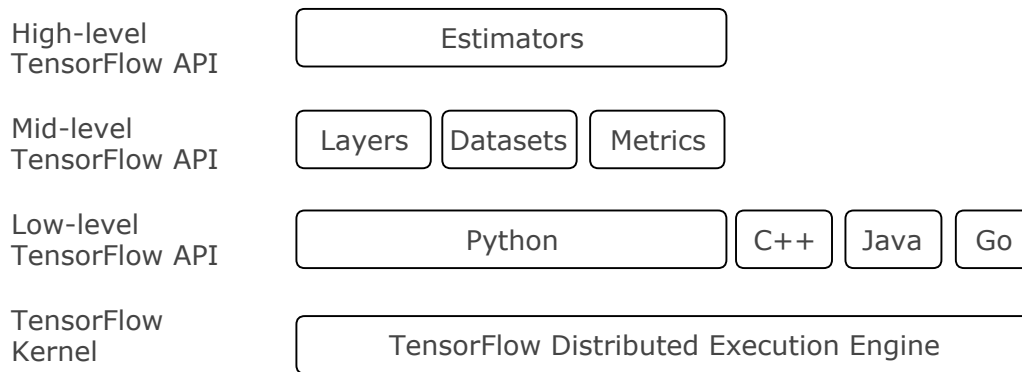 High-level
TensorFlow API
Estimators
Mid-level
TensorFlow API
Layers
Datasets
Metrics
Low-level
TensorFlow API
Python
C++
Java
Go
TensorFlow
Kernel
TensorFlow Distributed Execution Engine